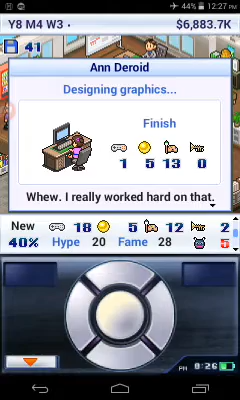 44% 12:27 PM
Y8 M4 W3 $6,883.7K
41
Ann Deroid
Designing graphics...
Finish
1 5 13 0
Whew. I really worked hard on that.
New 18 5 12 2
40% Hype 20 Fame 28 5
PM 8:26